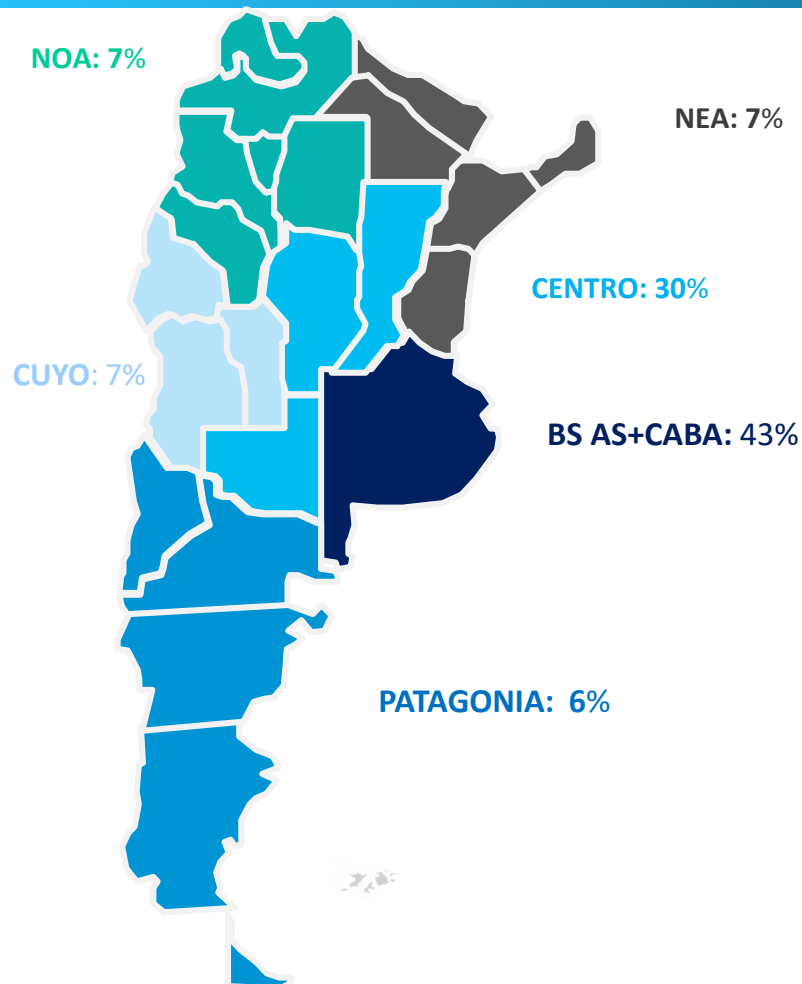 NOA: 7%
NEA: 7%
CENTRO: 30%
CUYO: 7%
BS AS+CABA: 43%
PATAGONIA: 6%